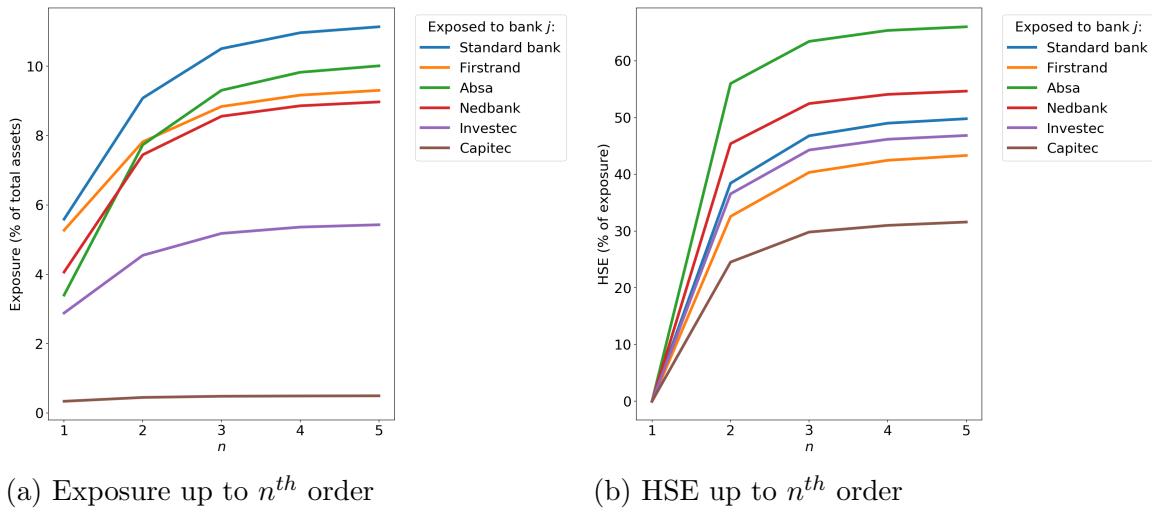 Exposure (% of total assets)
10
8
6
4
2
0
1 2 3 4 5
n
Exposed to bank j:
Standard bank
Firstrand
Absa
Nedbank
Investec
Capitec
(a) Exposure up to nth order
HSE (% of exposure)
60
50
40
30
20
10
0
1 2 3 4 5
n
Exposed to bank j:
Standard bank
Firstrand
Absa
Nedbank
Investec
Capitec
(b) HSE up to nth order